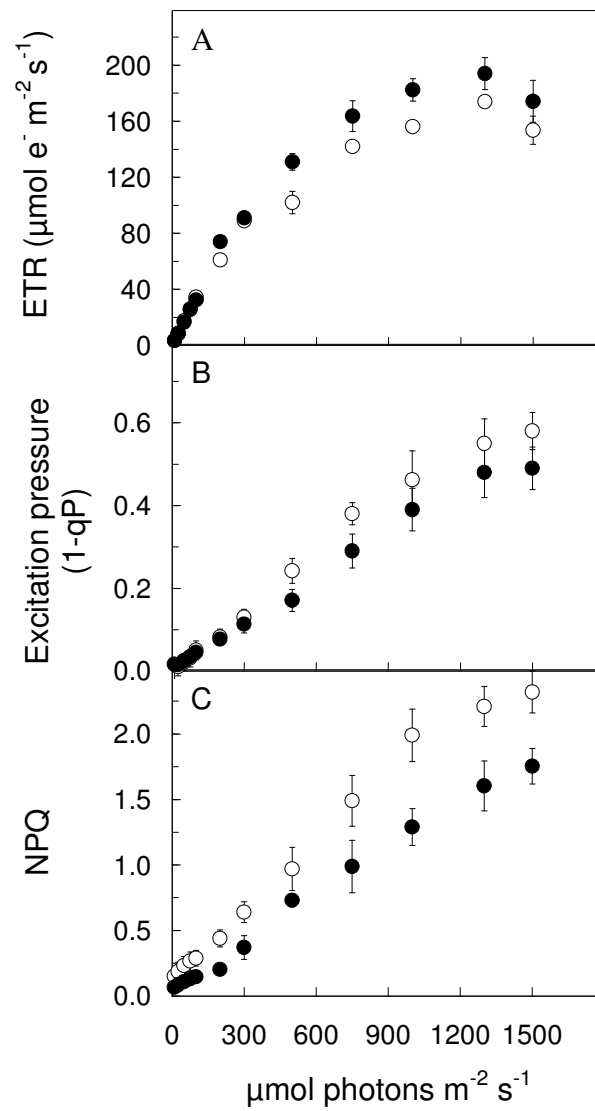 A
ETR (µmol e⁻ m⁻² s⁻¹)
200
160
120
80
40
0
B
Excitation pressure
(1-qP)
0.6
0.4
0.2
0.0
C
NPQ
2.0
1.5
1.0
0.5
0.0
0 300 600 900 1200 1500
µmol photons m⁻² s⁻¹